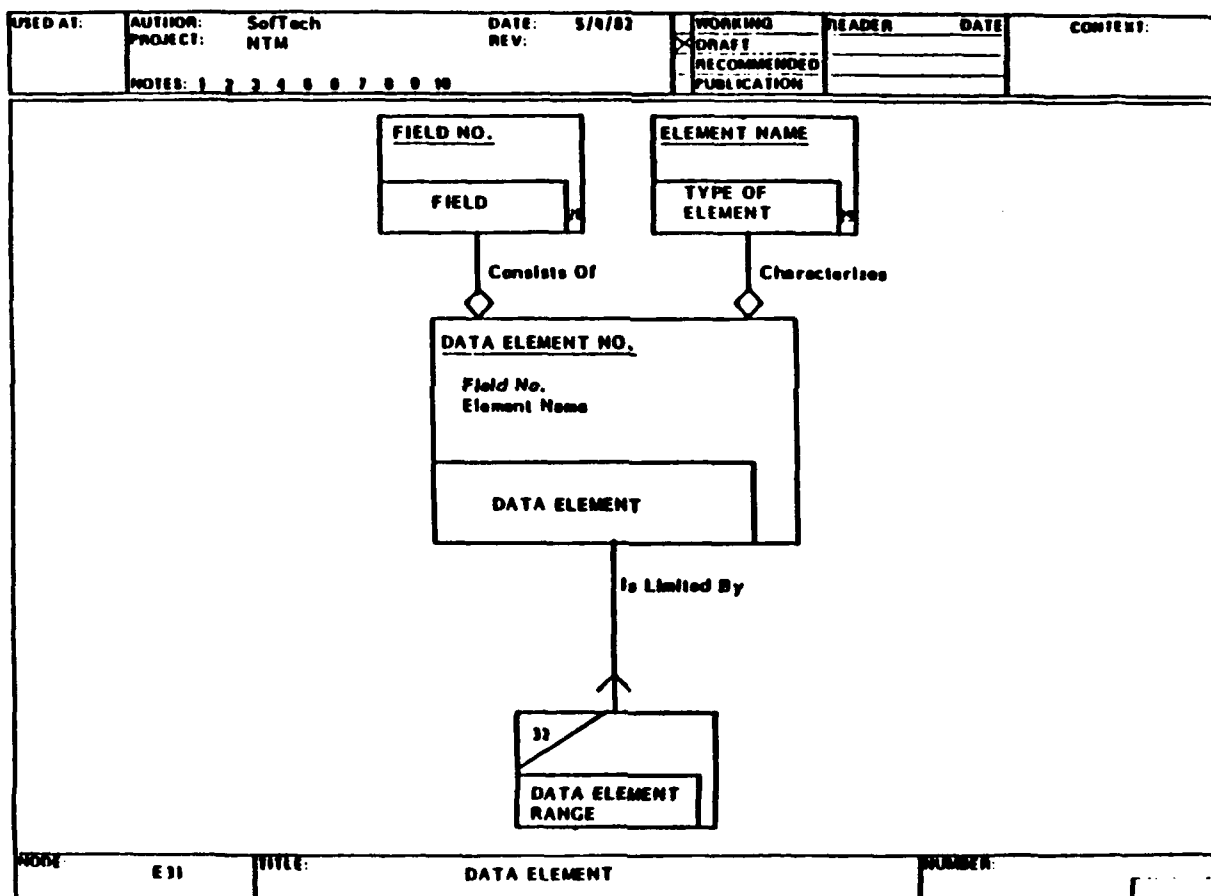 USED AT:
AUTHOR: SofTech
DATE: 5/4/82
PROJECT: NTM
REV:
NOTES: 1 2 3 4 5 6 7 8 9 10
WORKING
DRAFT
RECOMMENDED
PUBLICATION
READER DATE
CONTEXT:
FIELD NO.
FIELD
ELEMENT NAME
TYPE OF
ELEMENT
Consists Of
Characterizes
DATA ELEMENT NO.
Field No.
Element Name
DATA ELEMENT
Is Limited By
32
DATA ELEMENT
RANGE
NODE: E31
TITLE: DATA ELEMENT
NUMBER: